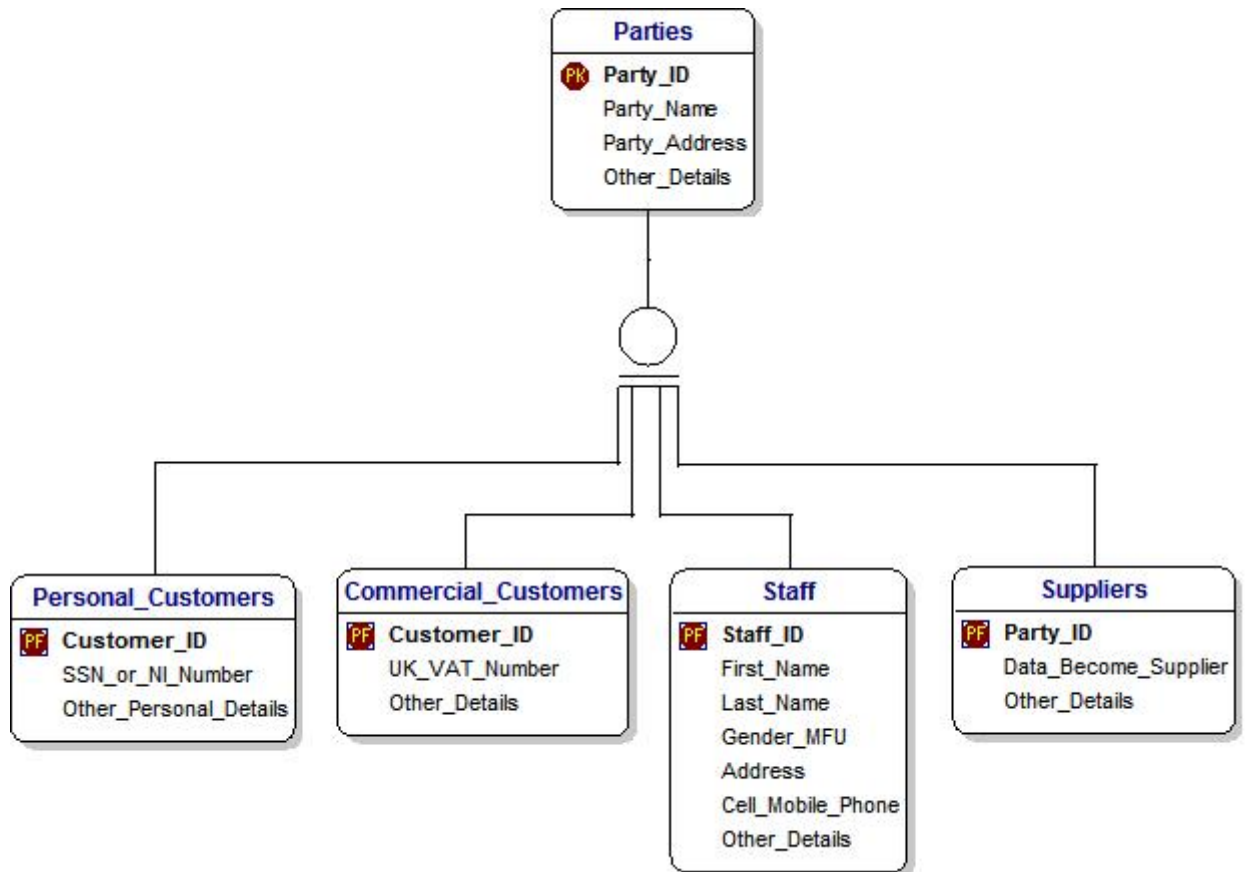 Parties
PK Party_ID
Party_Name
Party_Address
Other_Details
Personal_Customers
PF Customer_ID
SSN_or_NI_Number
Other_Personal_Details
Commercial_Customers
PF Customer_ID
UK_VAT_Number
Other_Details
Staff
PF Staff_ID
First_Name
Last_Name
Gender_MFU
Address
Cell_Mobile_Phone
Other_Details
Suppliers
PF Party_ID
Data_Become_Supplier
Other_Details